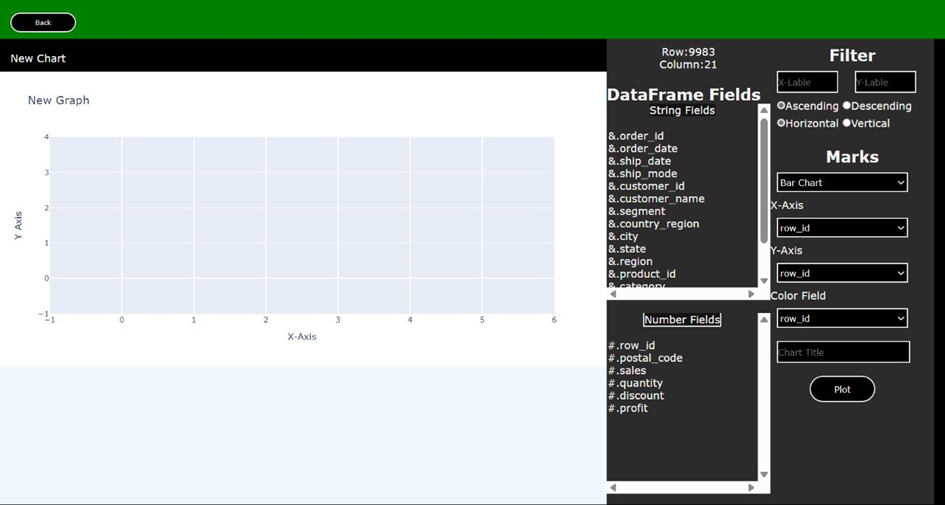 Back
New Chart
New Graph
4
3
2
1
0
−1
−1 0 1 2 3 4 5 6
Y Axis
X-Axis
Row:9983
Column:21
DataFrame Fields
String Fields
&.order_id
&.order_date
&.ship_date
&.ship_mode
&.customer_id
&.customer_name
&.segment
&.country_region
&.city
&.state
&.region
&.product_id
&.category
Number Fields
#.row_id
#.postal_code
#.sales
#.quantity
#.discount
#.profit
Filter
X-Lable Y-Lable
Ascending Descending
Horizontal Vertical
Marks
Bar Chart
X-Axis
row_id
Y-Axis
row_id
Color Field
row_id
Chart Title
Plot